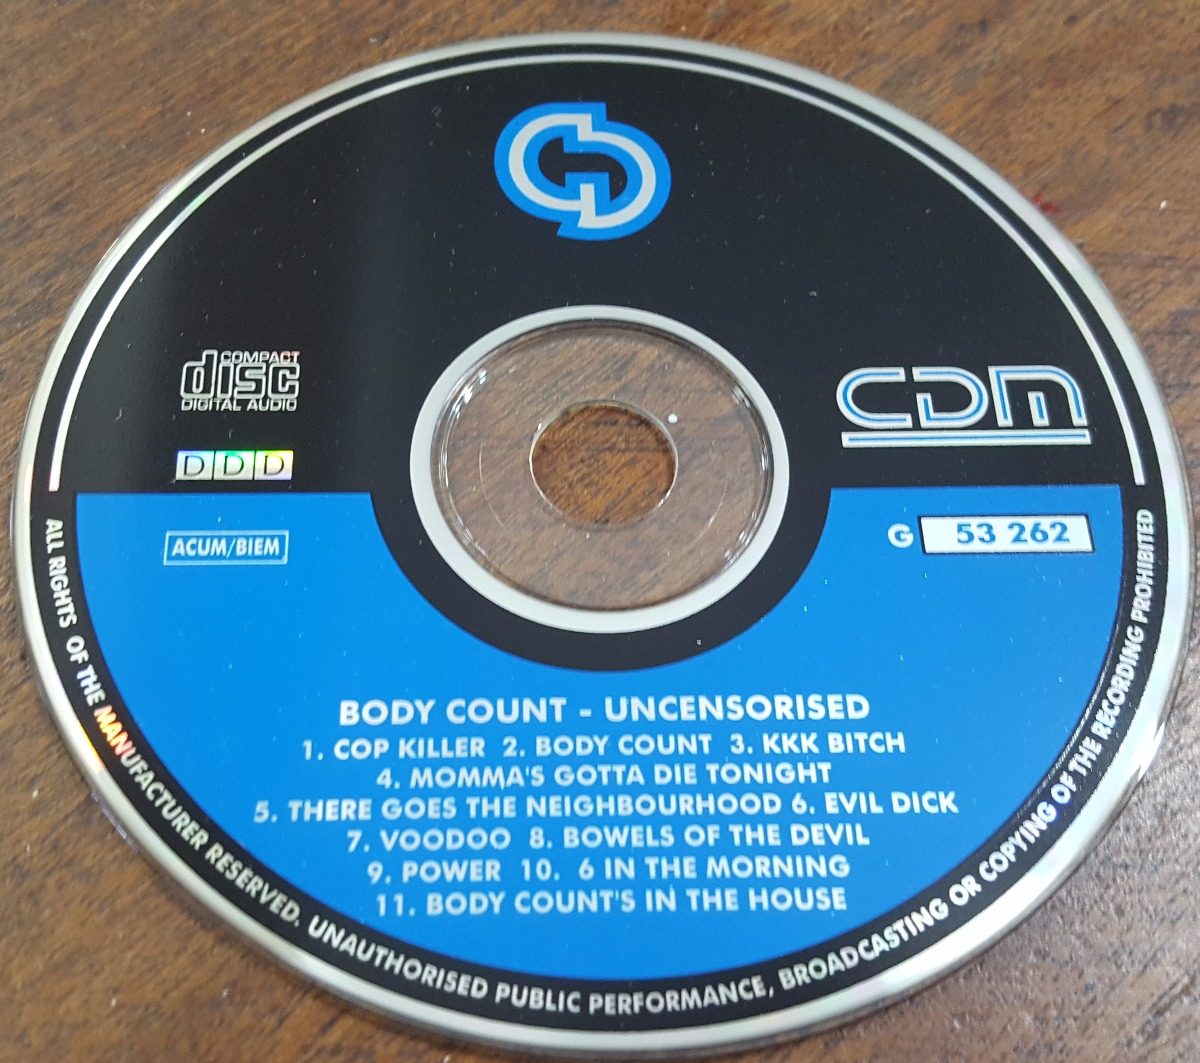 COMPACT
disc
DIGITAL AUDIO
CDM
DDD
ACUM/BIEM
G 53 262
BODY COUNT - UNCENSORISED
1. COP KILLER 2. BODY COUNT 3. KKK BITCH
4. MOMMA'S GOTTA DIE TONIGHT
5. THERE GOES THE NEIGHBOURHOOD 6. EVIL DICK
7. VOODOO 8. BOWELS OF THE DEVIL
9. POWER 10. 6 IN THE MORNING
11. BODY COUNT'S IN THE HOUSE
ALL RIGHTS OF THE MANUFACTURER RESERVED. UNAUTHORISED PUBLIC PERFORMANCE, BROADCASTING OR COPYING OF THE RECORDING PROHIBITED